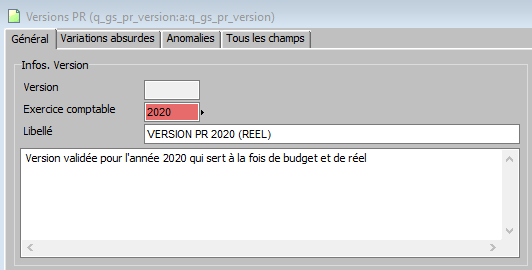 Versions PR (q_gs_pr_version:a:q_gs_pr_version)
Général Variations absurdes Anomalies Tous les champs
Infos. Version
Version
Exercice comptable 2020
Libellé VERSION PR 2020 (REEL)
Version validée pour l'année 2020 qui sert à la fois de budget et de réel